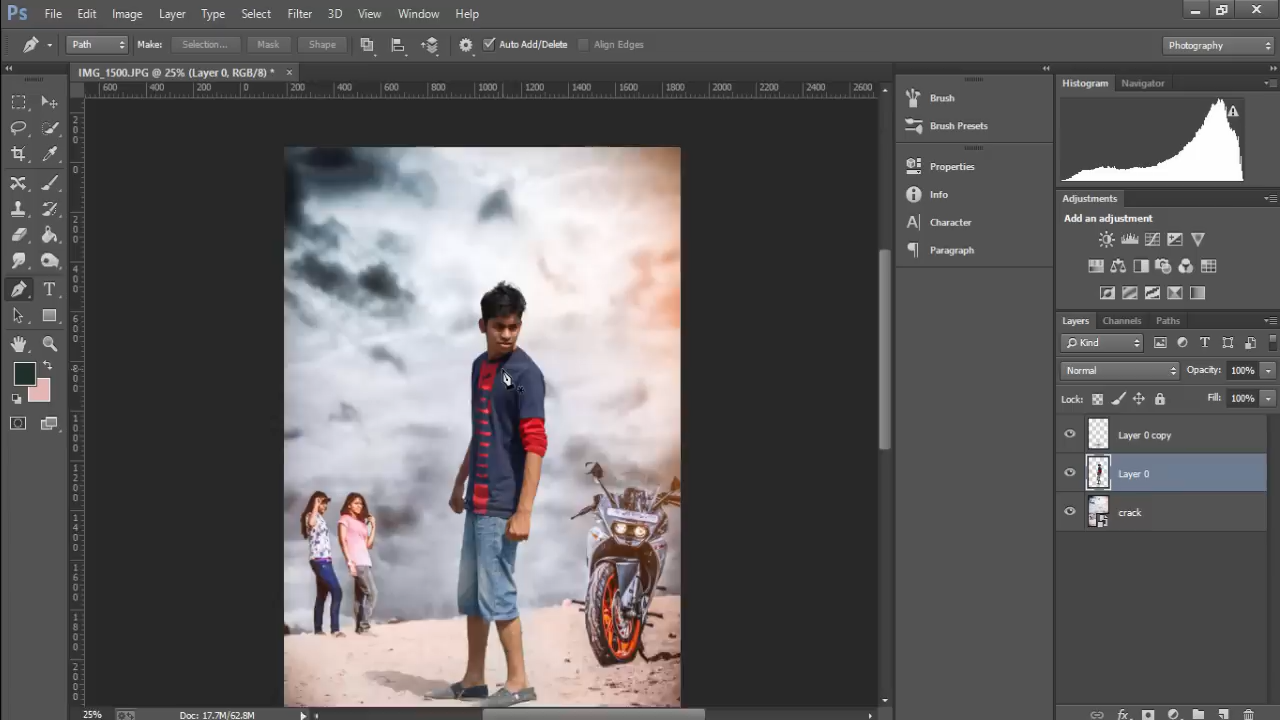 Ps File Edit Image Layer Type Select Filter 3D View Window Help
Path Make: Selection... Mask Shape Auto Add/Delete Align Edges Photography
IMG_1500.JPG @ 25% (Layer 0, RGB/8) * ×
600 400 200 0 200 400 600 800 1000 1200 1400 1600 1800 2000 2200 2400 2600
Histogram Navigator
Brush
Brush Presets
Properties
Info
Character
Paragraph
Adjustments
Add an adjustment
Layers Channels Paths
Kind
Normal Opacity: 100%
Lock: Fill: 100%
Layer 0 copy
Layer 0
crack
25% Doc: 17.7M/62.8M